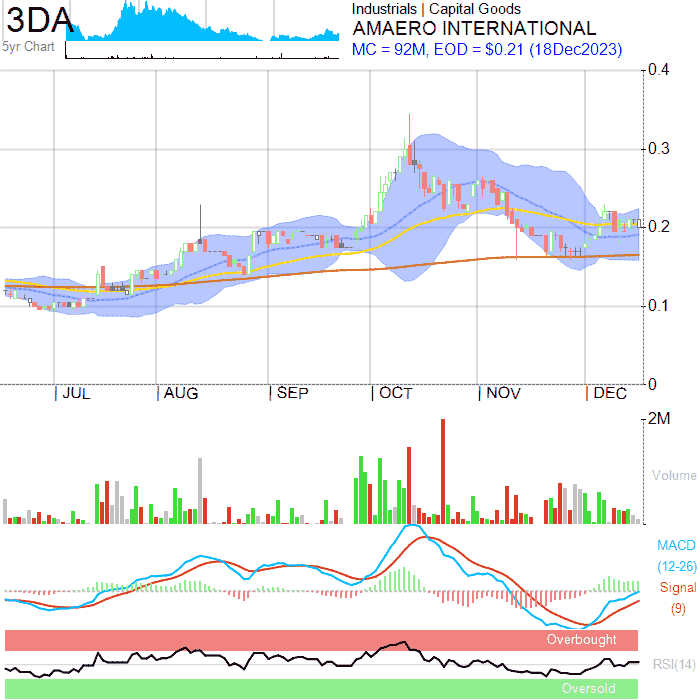 3DA
5yr Chart
Industrials | Capital Goods
AMAERO INTERNATIONAL
MC = 92M, EOD = $0.21 (18Dec2023)
0.4
0.3
0.2
0.1
0
JUL
AUG
SEP
OCT
NOV
DEC
2M
Volume
MACD
(12-26)
Signal
(9)
Overbought
RSI(14)
Oversold